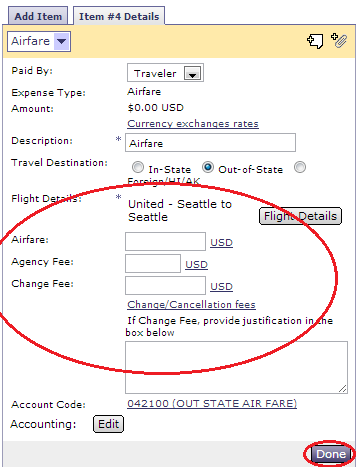 Add Item Item #4 Details
Airfare
Paid By: Traveler
Expense Type: Airfare
Amount: $0.00 USD
Currency exchanges rates
Description: * Airfare
Travel Destination: In-State Out-of-State
Foreign/HI/AK
Flight Details: * United - Seattle to
Seattle Flight Details
Airfare: USD
Agency Fee: USD
Change Fee: USD
Change/Cancellation fees
If Change Fee, provide justification in the
box below
Account Code: 042100 (OUT STATE AIR FARE)
Accounting: Edit
Done